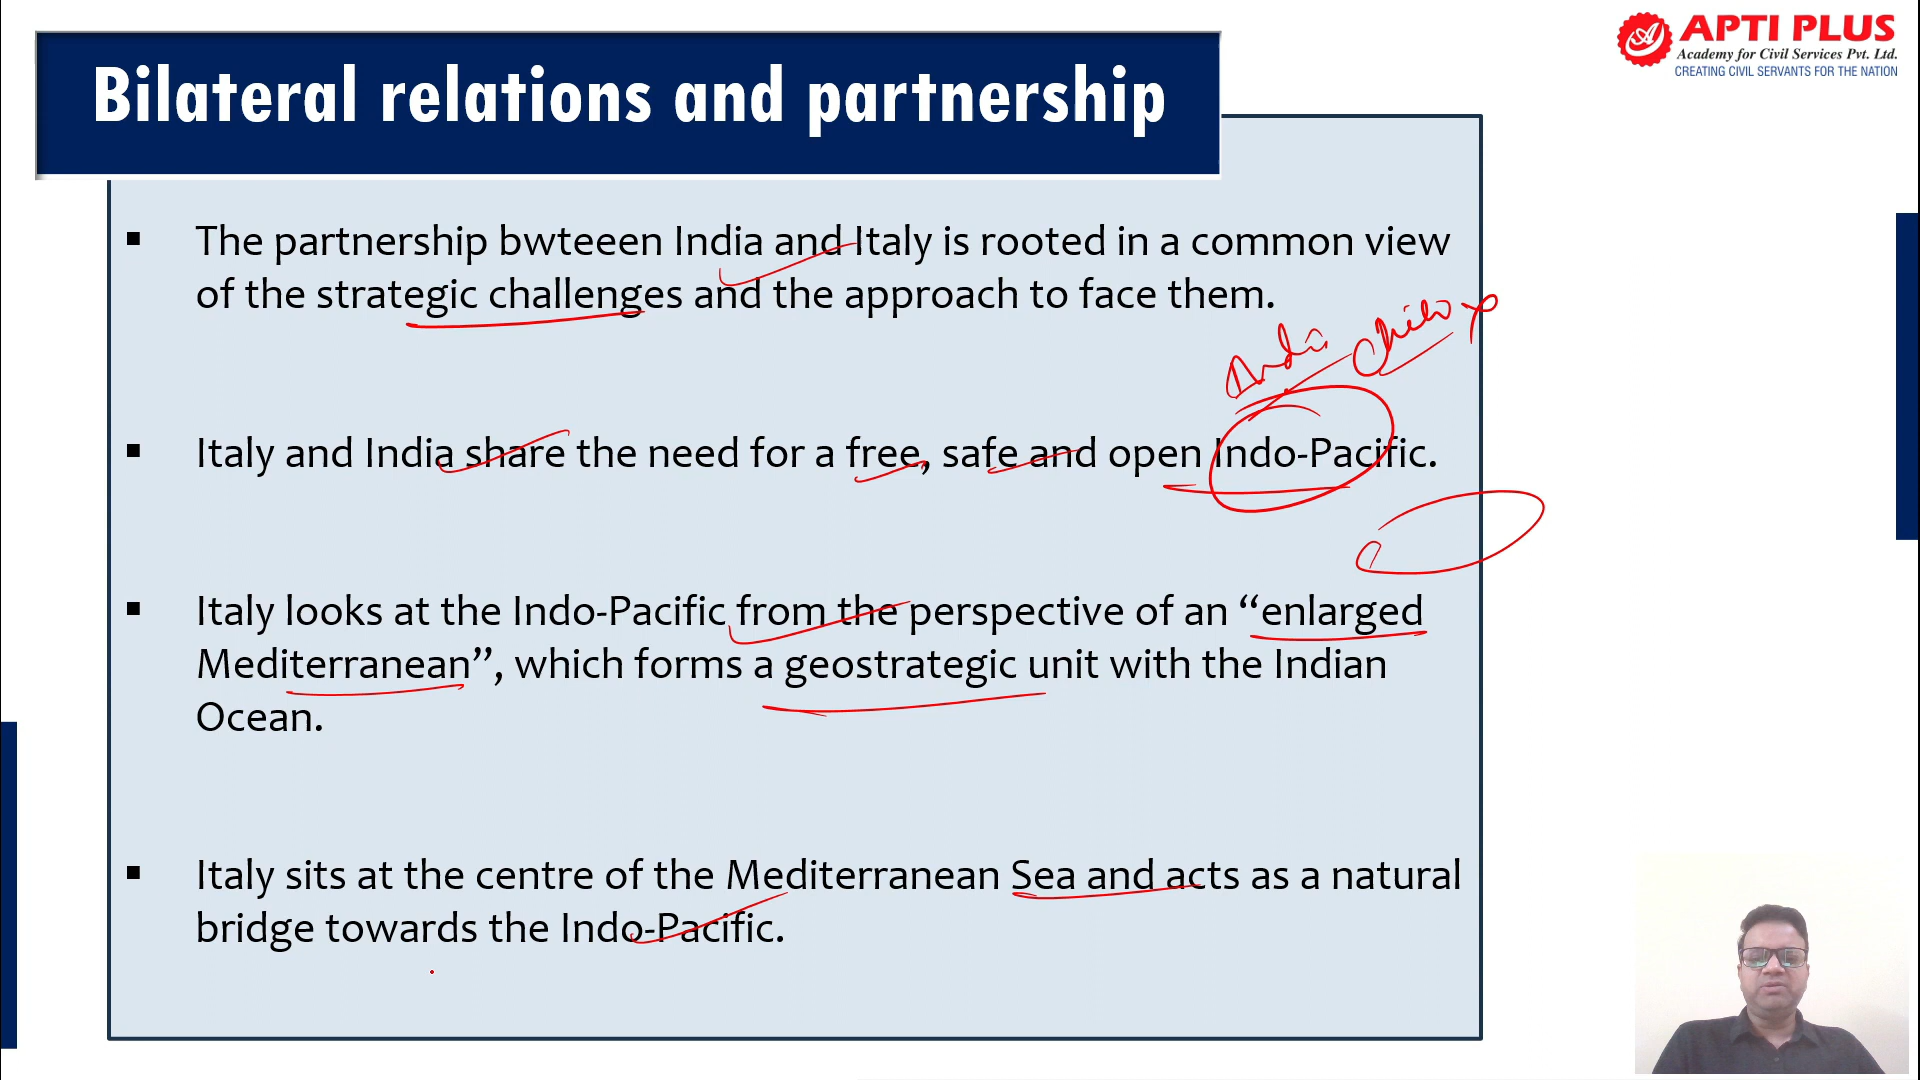 APTI PLUS
Academy for Civil Services Pvt. Ltd.
CREATING CIVIL SERVANTS FOR THE NATION
Bilateral relations and partnership
▪ The partnership bwteeen India and Italy is rooted in a common view
of the strategic challenges and the approach to face them.
India
▪ Italy and India share the need for a free, safe and open Indo-Pacific.
▪ Italy looks at the Indo-Pacific from the perspective of an “enlarged
Mediterranean”, which forms a geostrategic unit with the Indian
Ocean.
▪ Italy sits at the centre of the Mediterranean Sea and acts as a natural
bridge towards the Indo-Pacific.